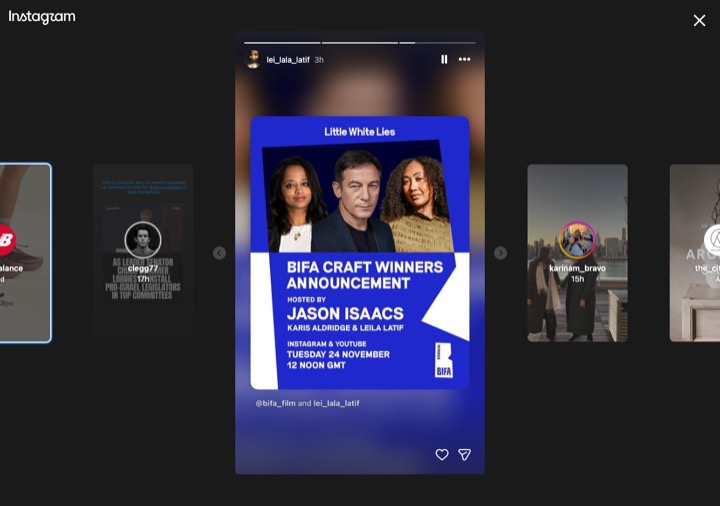 Instagram
lei_lala_latif 3h
Little White Lies
BIFA CRAFT WINNERS
ANNOUNCEMENT
HOSTED BY
JASON ISAACS
KARIS ALDRIDGE & LEILA LATIF
INSTAGRAM & YOUTUBE
TUESDAY 24 NOVEMBER
12 NOON GMT
BIFA
@bifa_film and lei_lala_latif
alance
d
clegg77
17h
AS LEADER SENATOR
INSTALL
PRO-ISRAEL LEGISLATORS
IN TOP COMMITTEES
karinam_bravo
15h
the_cit